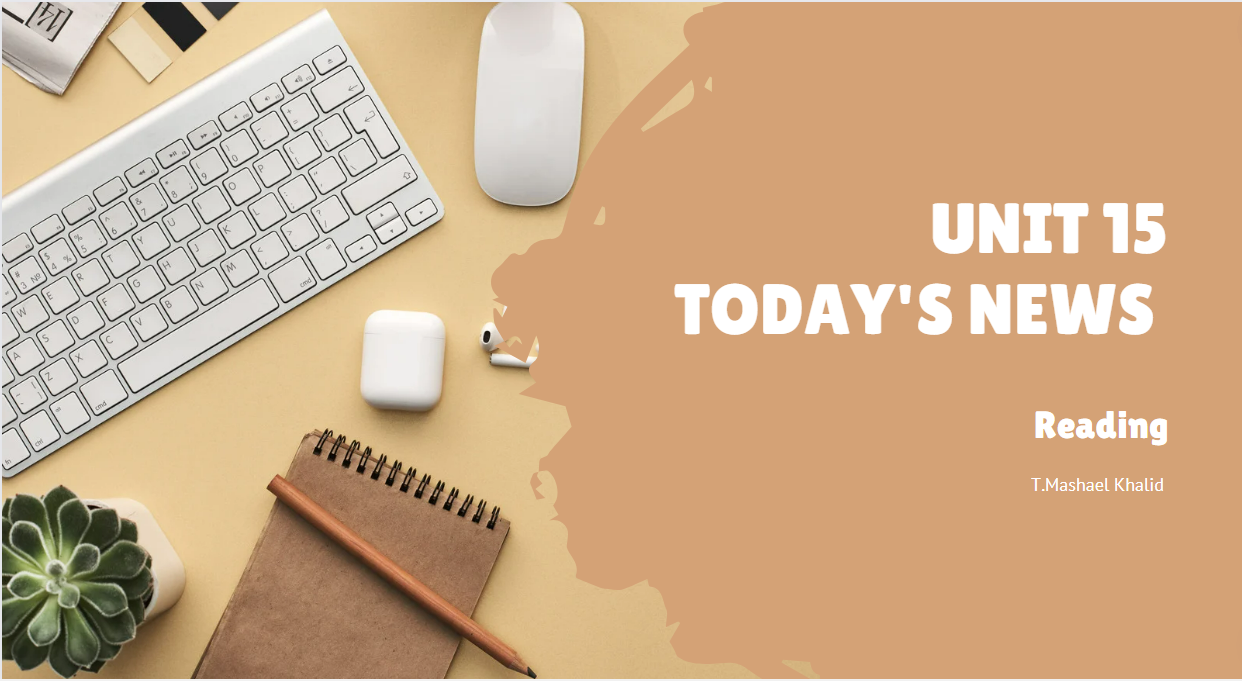 UNIT 15
TODAY'S NEWS
Reading
T.Mashael Khalid